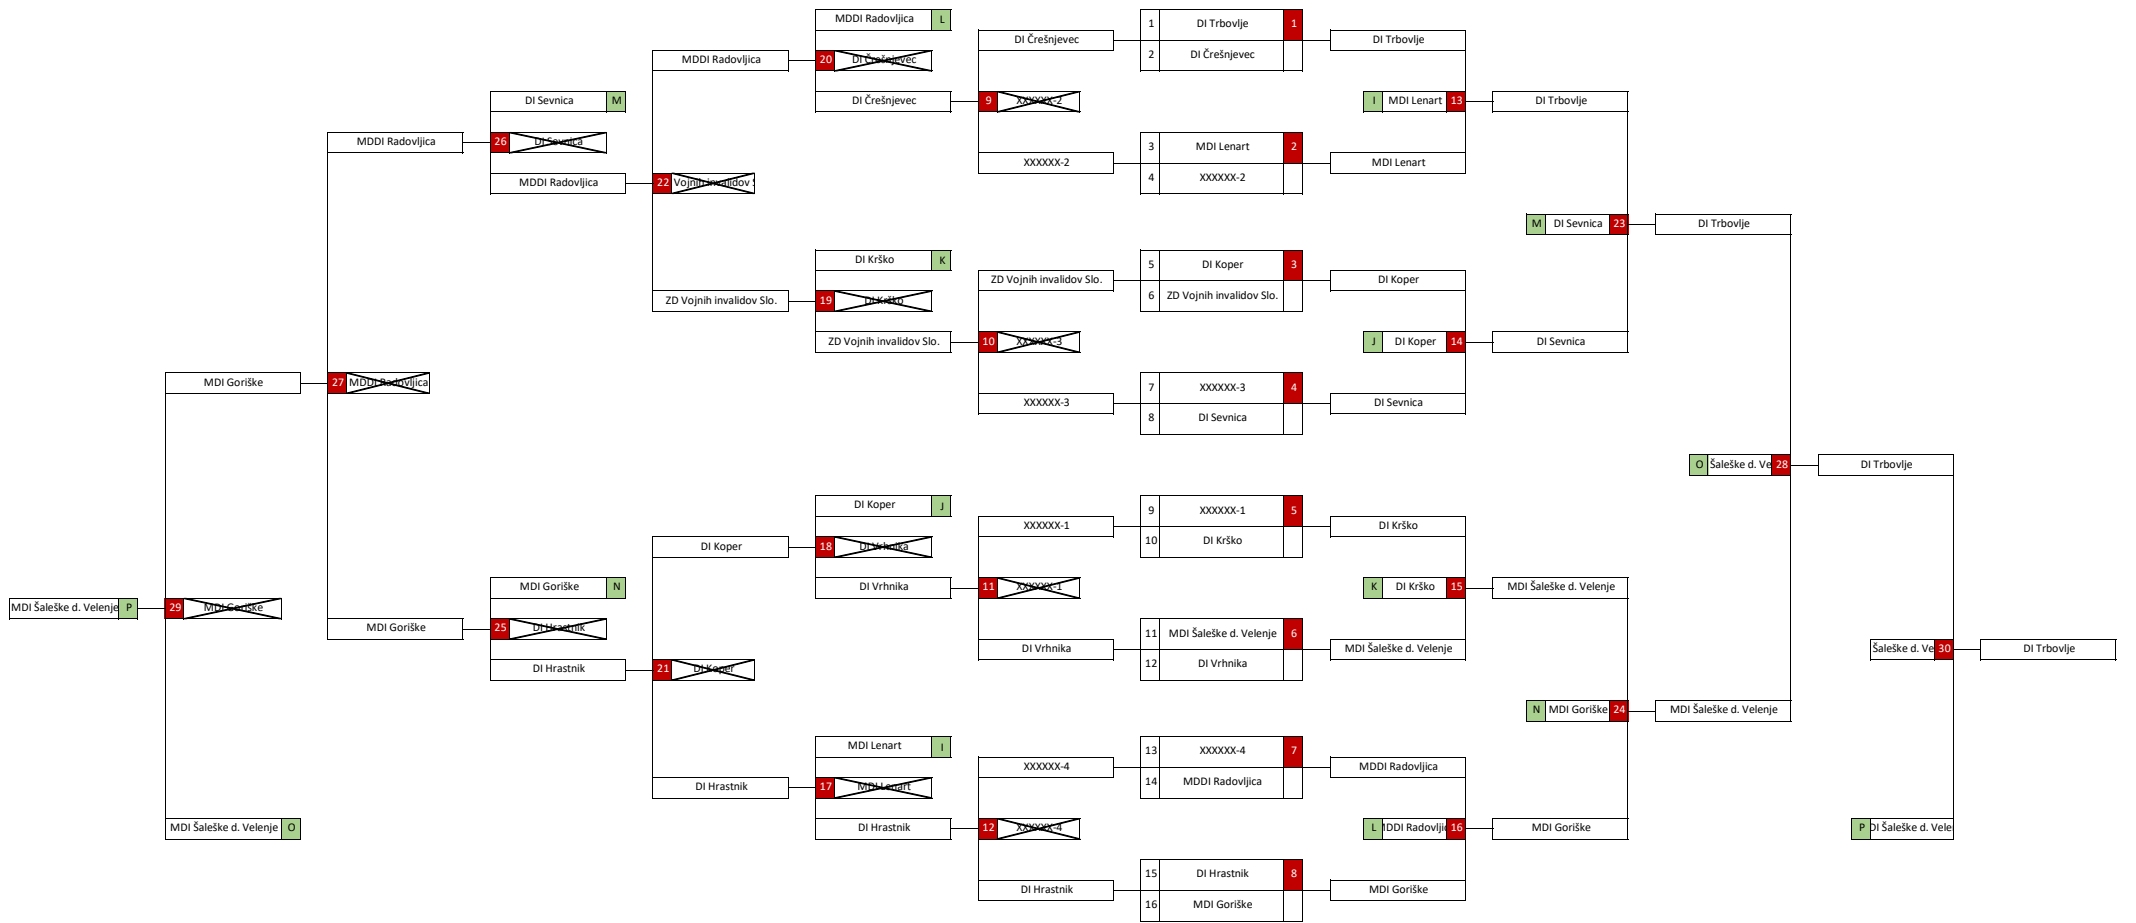 MDDI Radovljica L
1 DI Trbovlje 1
DI Črešnjevec
DI Trbovlje
MDDI Radovljica
20 DI Črešnjevec
2 DI Črešnjevec
DI Sevnica M
DI Črešnjevec
9 XXXXXX-2
I MDI Lenart 13
DI Trbovlje
MDDI Radovljica
26 DI Sevnica
3 MDI Lenart 2
XXXXXX-2
MDI Lenart
MDDI Radovljica
22 Vojnih invalidov S
4 XXXXXX-2
M DI Sevnica 23
DI Trbovlje
DI Krško K
5 DI Koper 3
ZD Vojnih invalidov Slo.
DI Koper
ZD Vojnih invalidov Slo.
19 DI Krško
6 ZD Vojnih invalidov Slo.
ZD Vojnih invalidov Slo.
10 XXXXXX-3
J DI Koper 14
DI Sevnica
MDI Goriške
27 MDDI Radovljica
7 XXXXXX-3 4
XXXXXX-3
DI Sevnica
8 DI Sevnica
O Šaleške d. Ve 28
DI Trbovlje
DI Koper J
9 XXXXXX-1 5
XXXXXX-1
DI Krško
DI Koper
18 DI Vrhnika
10 DI Krško
MDI Goriške N
DI Vrhnika
11 XXXXXX-1
K DI Krško 15
MDI Šaleške d. Velenje
MDI Šaleške d. Velenje P
29 MDI Goriške
MDI Goriške
25 DI Hrastnik
11 MDI Šaleške d. Velenje 6
DI Vrhnika
MDI Šaleške d. Velenje
Šaleške d. Ve 30
DI Trbovlje
DI Hrastnik
21 DI Koper
12 DI Vrhnika
N MDI Goriške 24
MDI Šaleške d. Velenje
MDI Lenart I
13 XXXXXX-4 7
XXXXXX-4
MDDI Radovljica
DI Hrastnik
17 MDI Lenart
14 MDDI Radovljica
MDI Šaleške d. Velenje O
DI Hrastnik
12 XXXXXX-4
L MDDI Radovljic 16
MDI Goriške
P DI Šaleške d. Vele
15 DI Hrastnik 8
DI Hrastnik
MDI Goriške
16 MDI Goriške